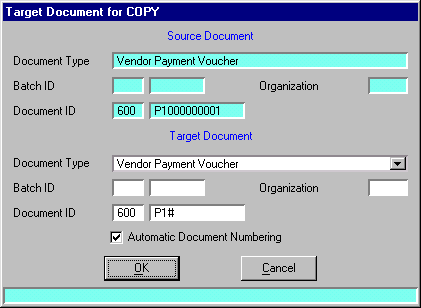 Target Document for COPY
Source Document
Document Type Vendor Payment Voucher
Batch ID Organization
Document ID 600 P1000000001
Target Document
Document Type Vendor Payment Voucher
Batch ID Organization
Document ID 600 P1#
Automatic Document Numbering
OK Cancel